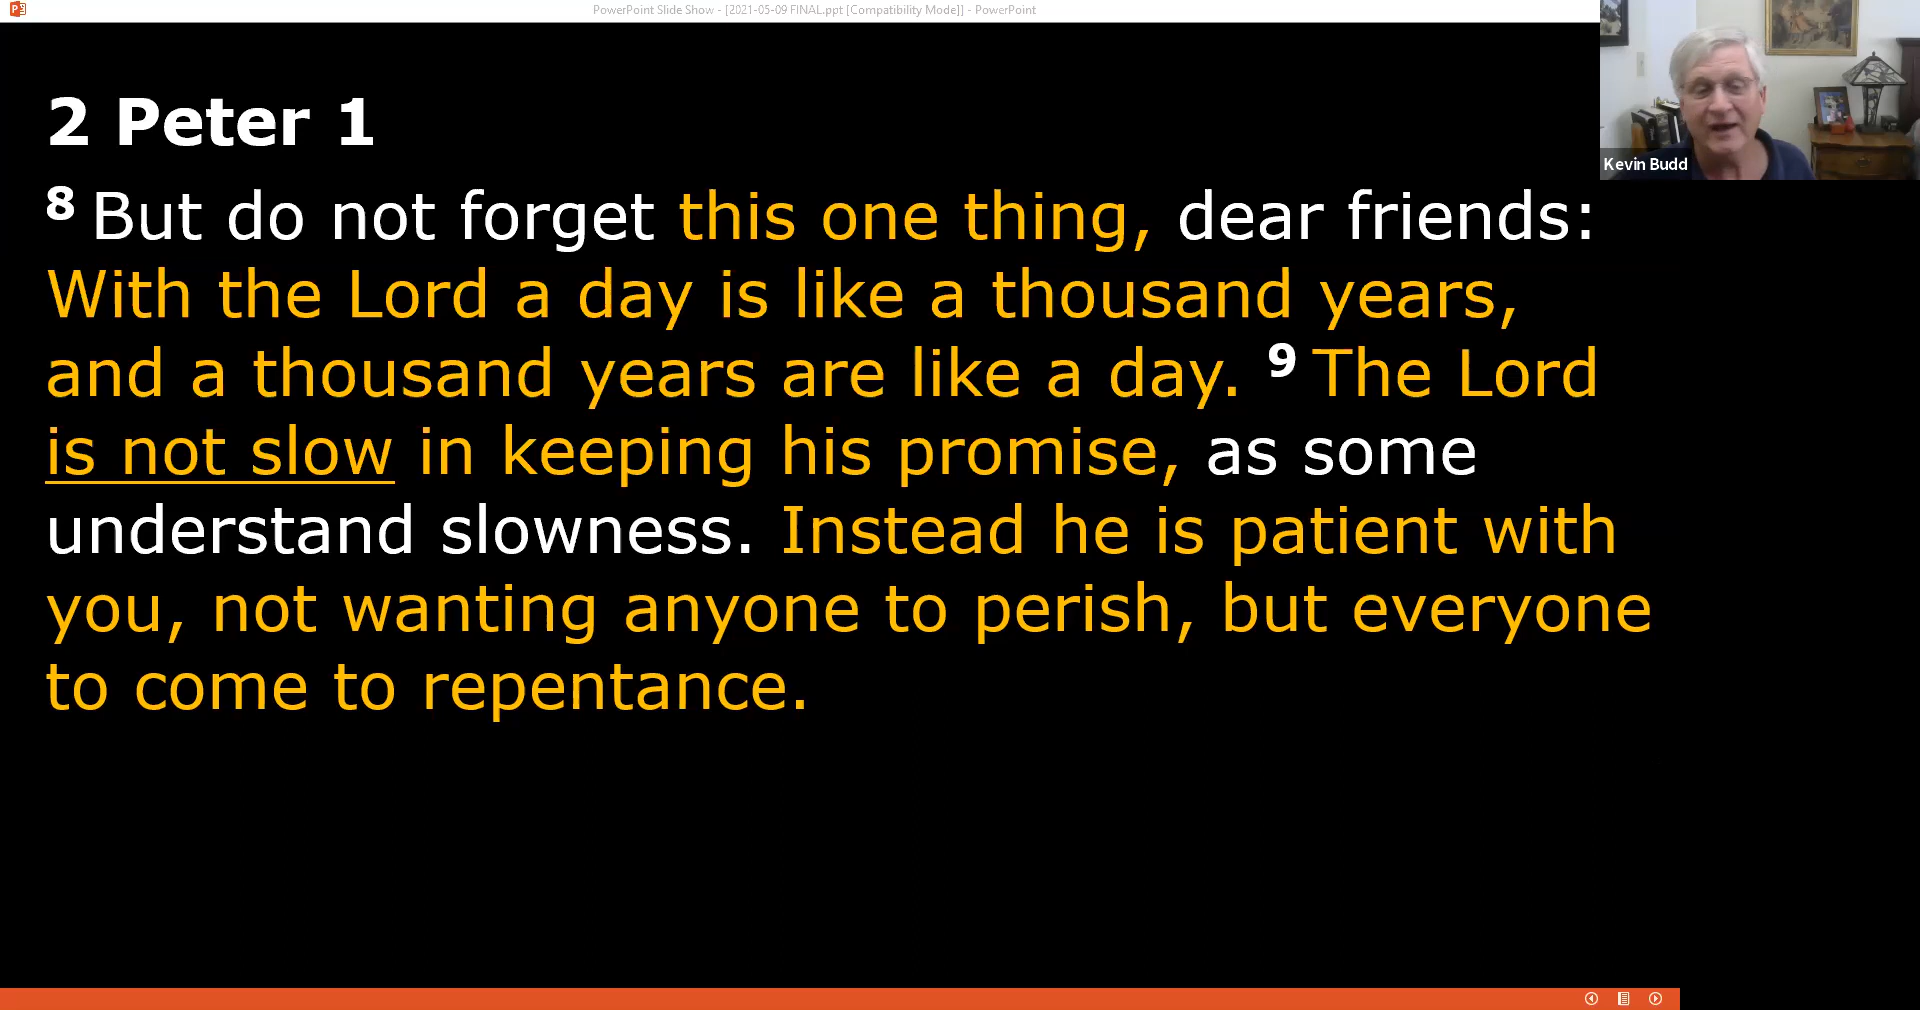 PowerPoint Slide Show - [2021-05-09 FINAL.ppt [Compatibility Mode]] - PowerPoint
2 Peter 1
8 But do not forget this one thing, dear friends:
With the Lord a day is like a thousand years,
and a thousand years are like a day. 9 The Lord
is not slow in keeping his promise, as some
understand slowness. Instead he is patient with
you, not wanting anyone to perish, but everyone
to come to repentance.
Kevin Budd